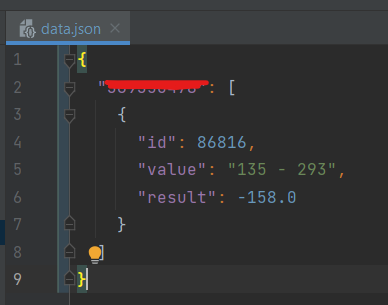 data.json
1 {
2 " ": [
3 {
4 "id": 86816,
5 "value": "135 - 293",
6 "result": -158.0
7 }
8 ]
9 }